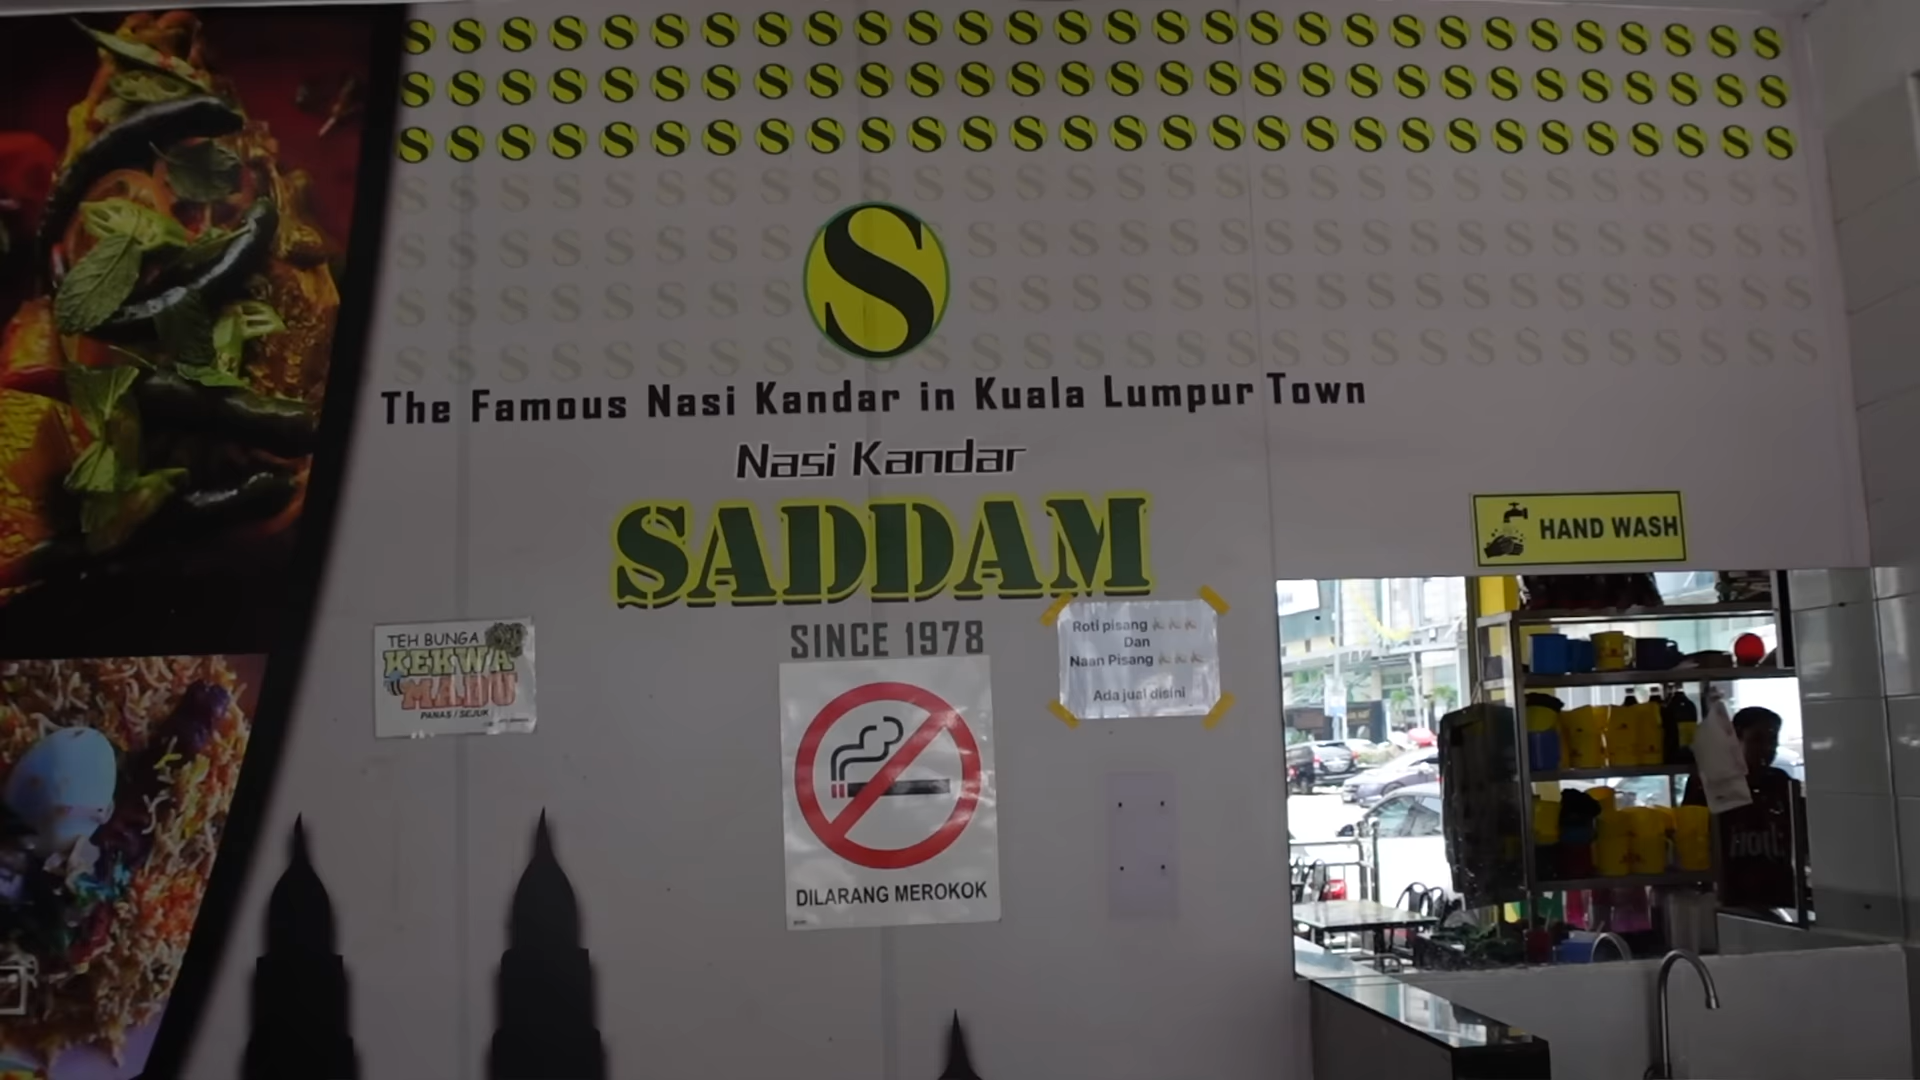 S
The Famous Nasi Kandar in Kuala Lumpur Town
Nasi Kandar
SADDAM
SINCE 1978
HAND WASH
TEH BUNGA
KEKWA
MADU
PANAS / SEJUK
Roti pisang
Dan
Naan Pisang
Ada jual disini
DILARANG MEROKOK